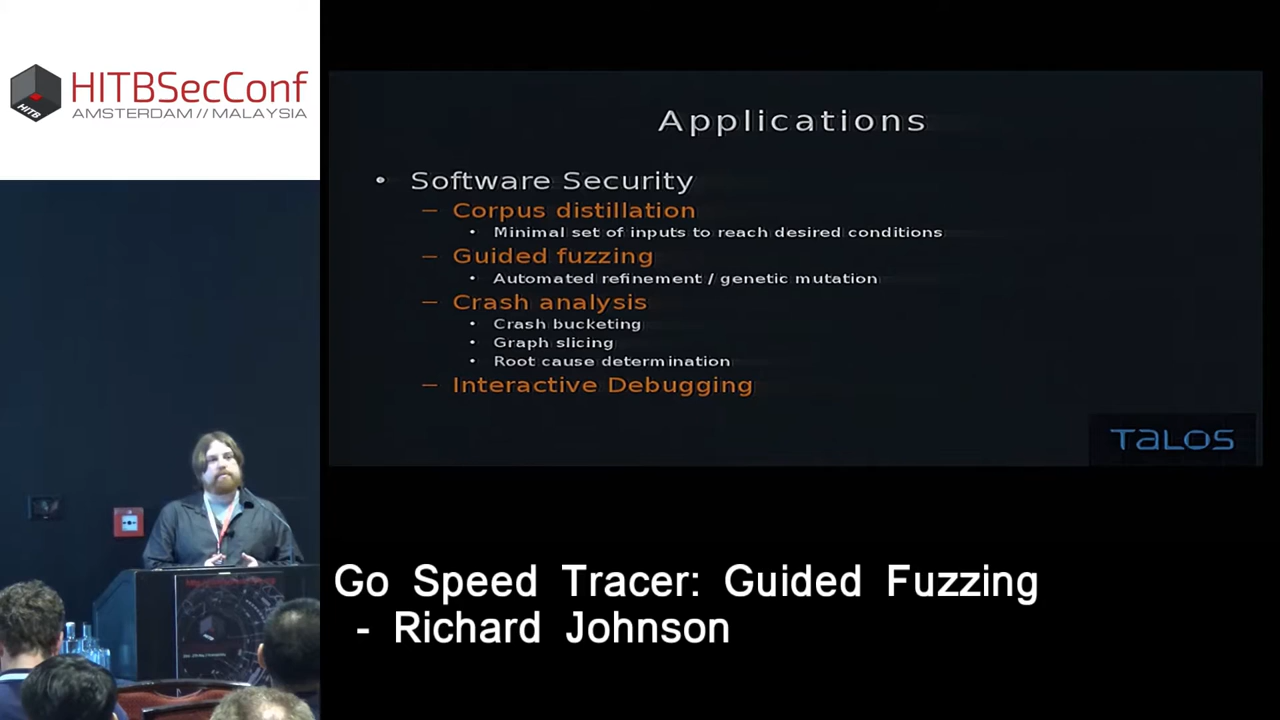 HITBSecConf
AMSTERDAM // MALAYSIA
HITB
Applications
• Software Security
– Corpus distillation
• Minimal set of inputs to reach desired conditions
– Guided fuzzing
• Automated refinement / genetic mutation
– Crash analysis
• Crash bucketing
• Graph slicing
• Root cause determination
– Interactive Debugging
TALOS
Go Speed Tracer: Guided Fuzzing
- Richard Johnson